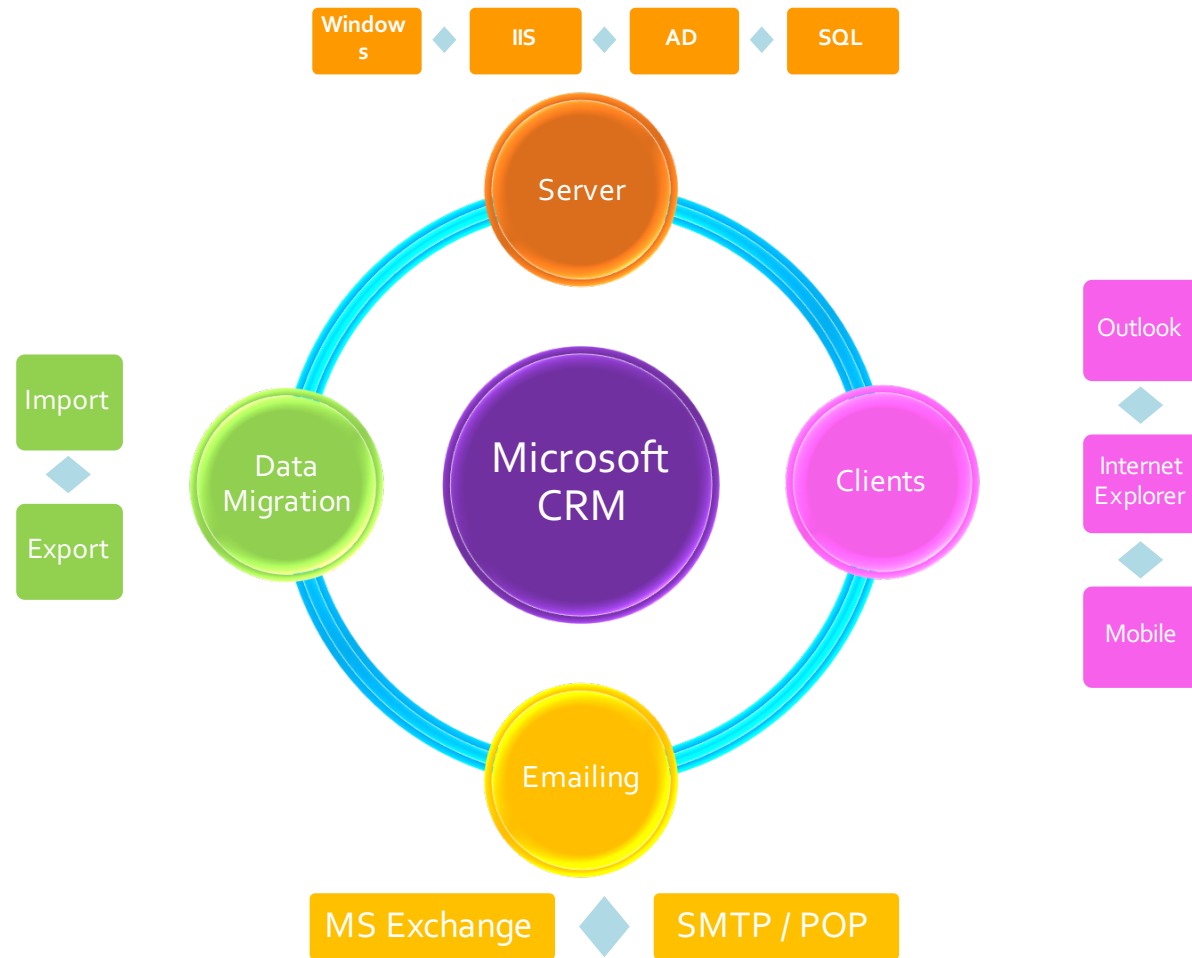 Window
s
IIS
AD
SQL
Server
Outlook
Import
Data
Migration
Microsoft
CRM
Clients
Internet
Explorer
Export
Mobile
Emailing
MS Exchange
SMTP / POP